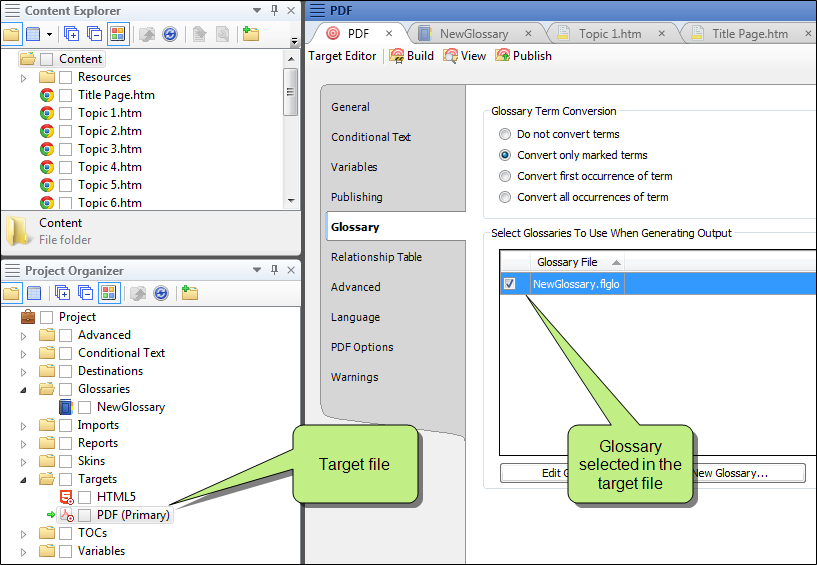 Content Explorer
Content
Resources
Title Page.htm
Topic 1.htm
Topic 2.htm
Topic 3.htm
Topic 4.htm
Topic 5.htm
Topic 6.htm
Content
File folder
Project Organizer
Project
Advanced
Conditional Text
Destinations
Glossaries
NewGlossary
Imports
Reports
Skins
Targets
HTML5
PDF (Primary)
TOCs
Variables
Target file
PDF
PDF
NewGlossary
Topic 1.htm
Title Page.htm
Target Editor
Build
View
Publish
General
Conditional Text
Variables
Publishing
Glossary
Relationship Table
Advanced
Language
PDF Options
Warnings
Glossary Term Conversion
Do not convert terms
Convert only marked terms
Convert first occurrence of term
Convert all occurrences of term
Select Glossaries To Use When Generating Output
Glossary File
NewGlossary.flglo
Glossary
selected in the
target file
Edit
New Glossary...